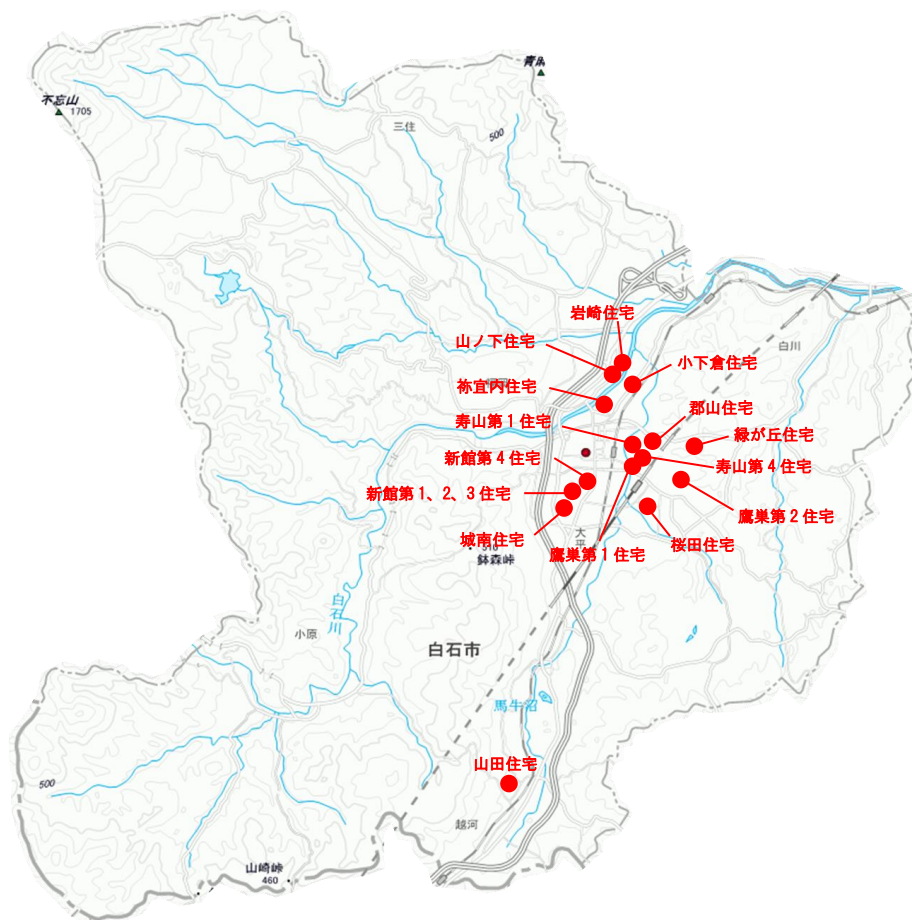 青麻
不忘山
1705
三住
500
岩崎住宅
山ノ下住宅
白川
小下倉住宅
祢宜内住宅
郡山住宅
寿山第1住宅
緑が丘住宅
新館第4住宅
寿山第4住宅
新館第1、2、3住宅
鷹巣第2住宅
城南住宅
大平
桜田住宅
鷹巣第1住宅
516
鉢森峠
白石川
小原
白石市
馬牛沼
山田住宅
500
越河
山崎峠
460